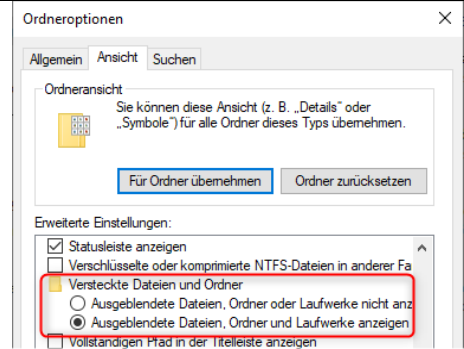 Ordneroptionen
Allgemein Ansicht Suchen
Ordneransicht
Sie können diese Ansicht (z. B. „Details" oder
„Symbole") für alle Ordner dieses Typs übernehmen.
Für Ordner übernehmen Ordner zurücksetzen
Erweiterte Einstellungen:
Statusleiste anzeigen
Verschlüsselte oder komprimierte NTFS-Dateien in anderer Fa
Versteckte Dateien und Ordner
Ausgeblendete Dateien, Ordner oder Laufwerke nicht anz
Ausgeblendete Dateien, Ordner und Laufwerke anzeigen
Vollständigen Pfad in der Titelleiste anzeigen